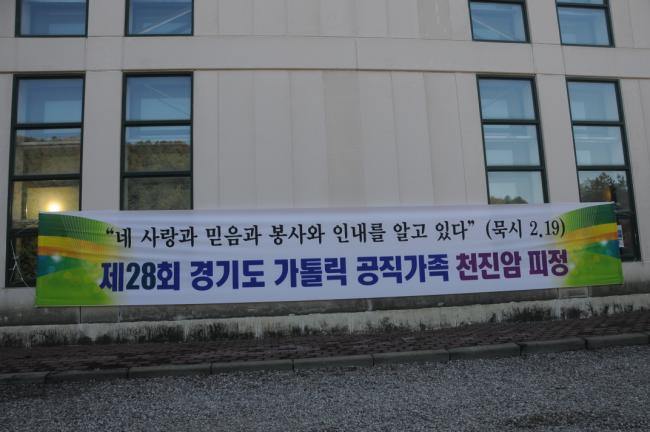 “네 사랑과 믿음과 봉사와 인내를 알고 있다” (묵시 2.19)
제28회 경기도 가톨릭 공직가족 천진암 피정